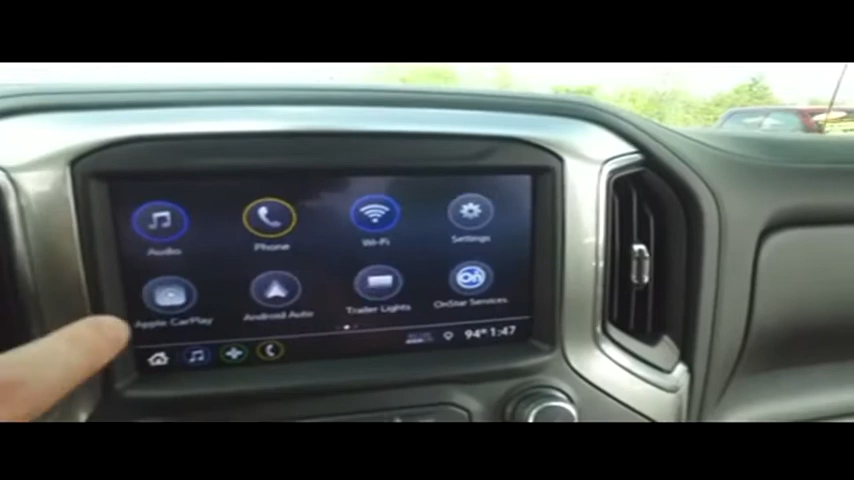 Audio Phone Wi-Fi Settings
Apple CarPlay Android Auto Trailer Lights OnStar Services
94° 1:47